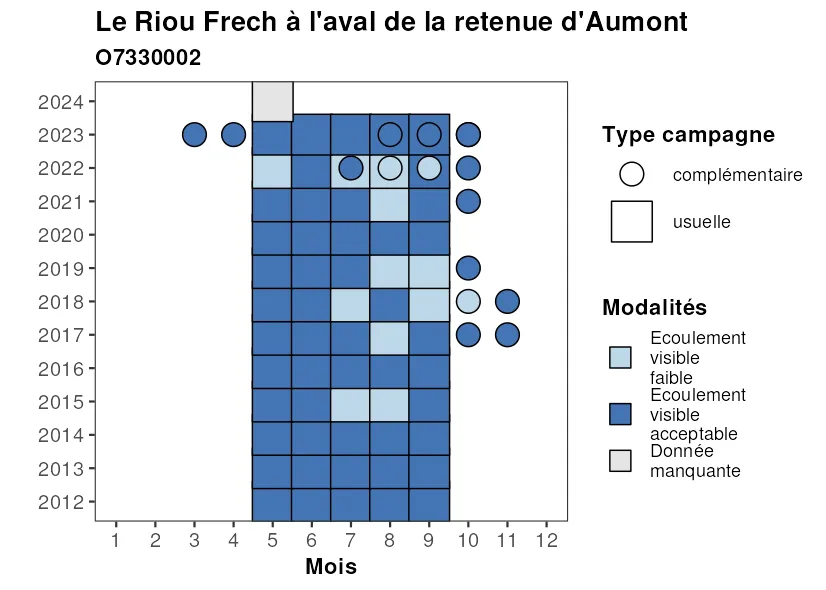 Le Riou Frech à l'aval de la retenue d'Aumont
O7330002
2024
2023
2022
2021
2020
2019
2018
2017
2016
2015
2014
2013
2012
1 2 3 4 5 6 7 8 9 10 11 12
Mois
Type campagne
complémentaire
usuelle
Modalités
Ecoulement
visible
faible
Ecoulement
visible
acceptable
Donnée
manquante